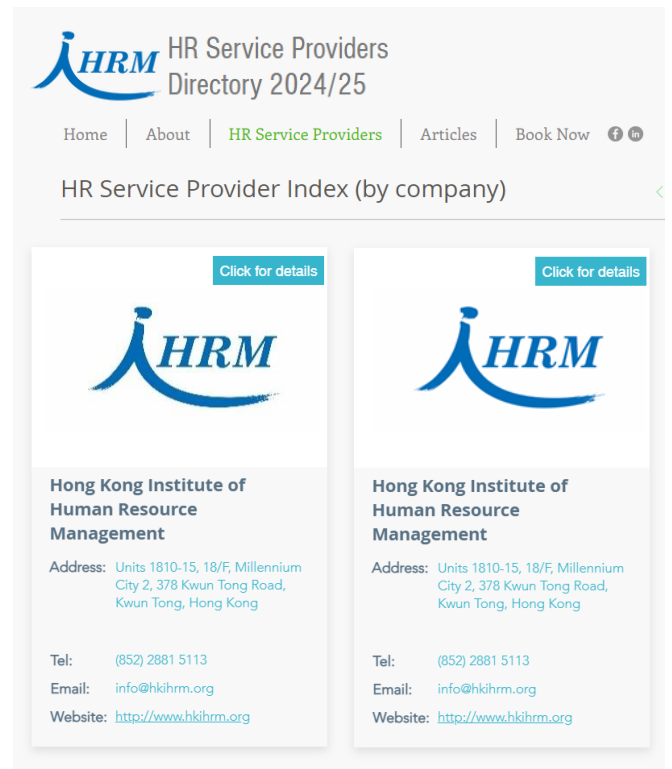 HRM
HR Service Providers
Directory 2024/25
Home
About
HR Service Providers
Articles
Book Now
HR Service Provider Index (by company)
Click for details
HRM
Hong Kong Institute of
Human Resource
Management
Address: Units 1810-15, 18/F, Millennium
City 2, 378 Kwun Tong Road,
Kwun Tong, Hong Kong
Tel: (852) 2881 5113
Email: info@hkihrm.org
Website: http://www.hkihrm.org
Click for details
HRM
Hong Kong Institute of
Human Resource
Management
Address: Units 1810-15, 18/F, Millennium
City 2, 378 Kwun Tong Road,
Kwun Tong, Hong Kong
Tel: (852) 2881 5113
Email: info@hkihrm.org
Website: http://www.hkihrm.org